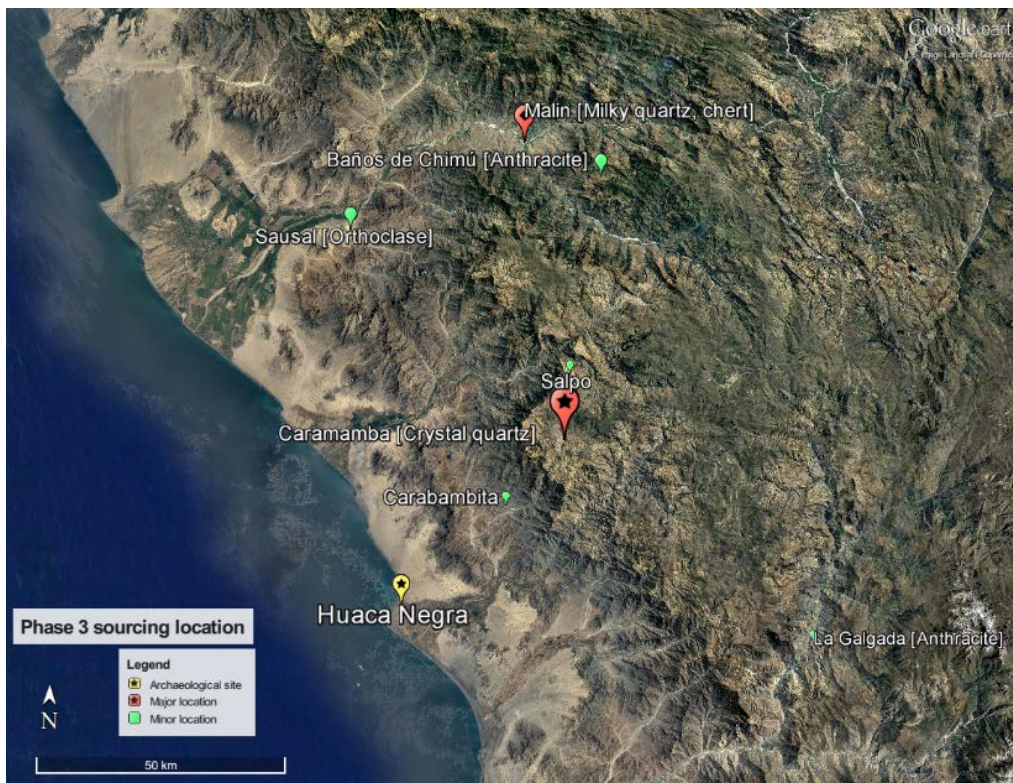 Google earth
Malin [Milky quartz, chert]
Baños de Chimú [Anthracite]
Sausal [Orthoclase]
Salpo
Caramamba [Crystal quartz]
Carabambita
Huaca Negra
La Galgada [Anthracite]
Phase 3 sourcing location
Legend
Archaeological site
Major location
Minor location
N
50 km